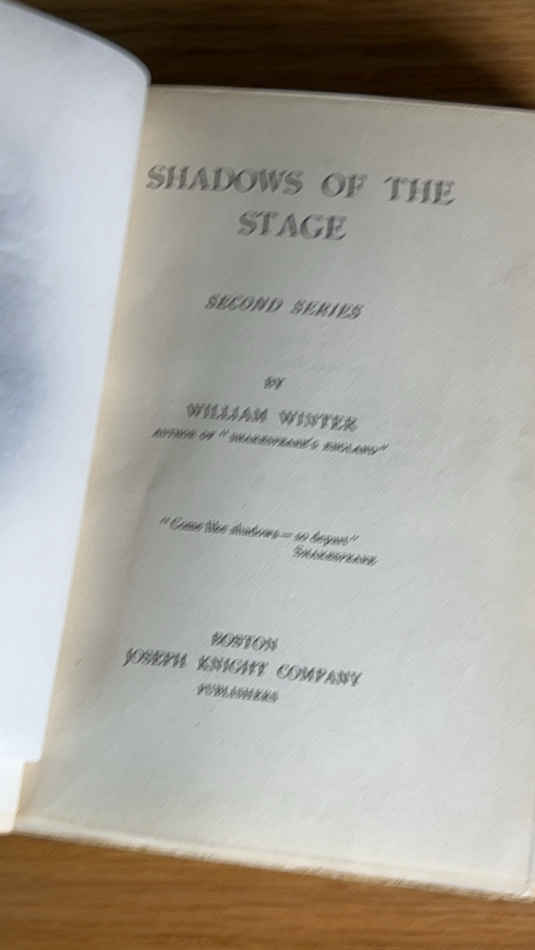 SHADOWS OF THE
STAGE
SECOND SERIES
BY
WILLIAM WINTER
AUTHOR OF "SHAKESPEARE'S ENGLAND"
"Come like shadows — so depart"
SHAKESPEARE
BOSTON
JOSEPH KNIGHT COMPANY
PUBLISHERS